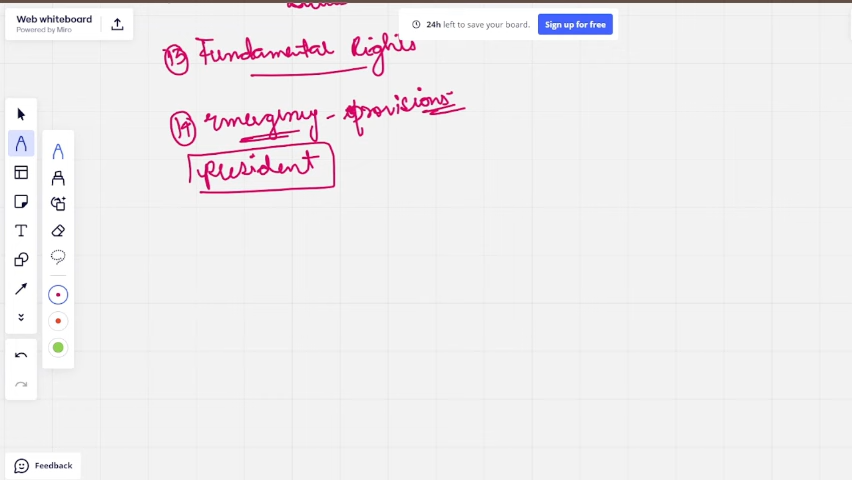 Web whiteboard
Powered by Miro
24h left to save your board.
Sign up for free
13 Fundamental Rights
14 Emergency - provisions
president
Feedback